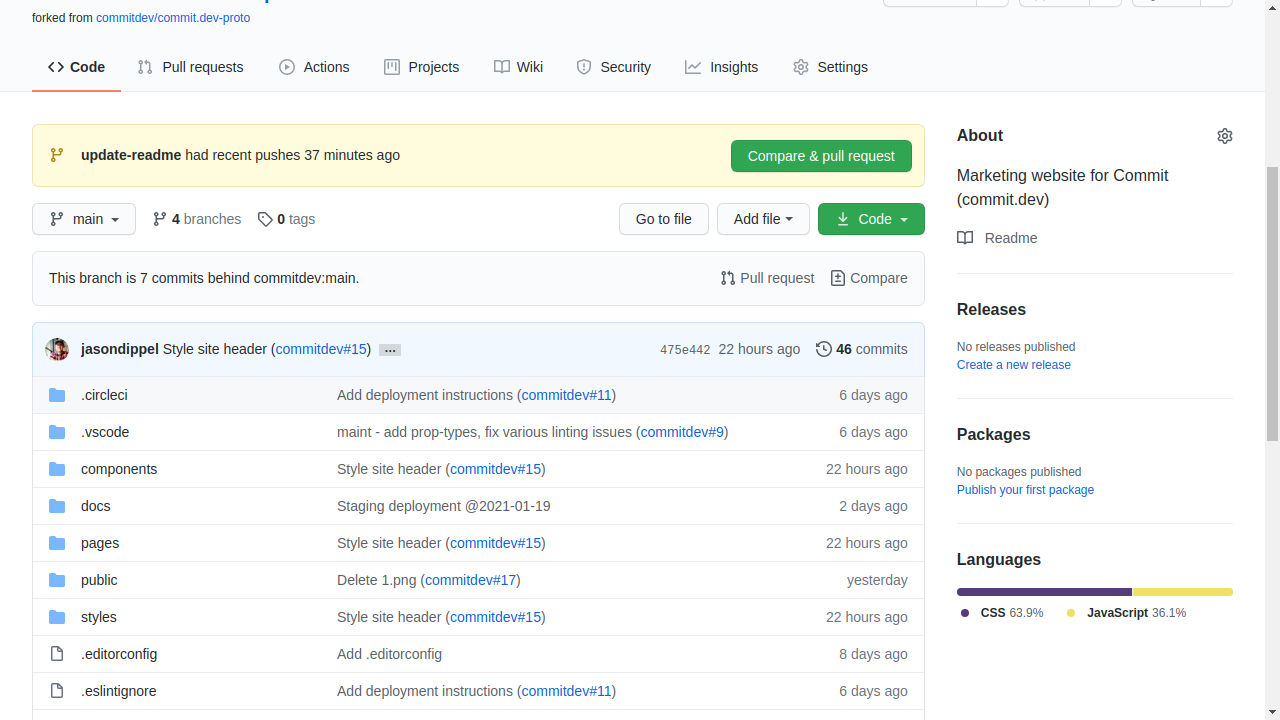 forked from commitdev/commit.dev-proto
Code Pull requests Actions Projects Wiki Security Insights Settings
update-readme had recent pushes 37 minutes ago Compare & pull request
main 4 branches 0 tags Go to file Add file Code
This branch is 7 commits behind commitdev:main. Pull request Compare
jasondippel Style site header (commitdev#15) … 475e442 22 hours ago 46 commits
.circleci Add deployment instructions (commitdev#11) 6 days ago
.vscode maint - add prop-types, fix various linting issues (commitdev#9) 6 days ago
components Style site header (commitdev#15) 22 hours ago
docs Staging deployment @2021-01-19 2 days ago
pages Style site header (commitdev#15) 22 hours ago
public Delete 1.png (commitdev#17) yesterday
styles Style site header (commitdev#15) 22 hours ago
.editorconfig Add .editorconfig 8 days ago
.eslintignore Add deployment instructions (commitdev#11) 6 days ago
About
Marketing website for Commit
(commit.dev)
Readme
Releases
No releases published
Create a new release
Packages
No packages published
Publish your first package
Languages
CSS 63.9% JavaScript 36.1%